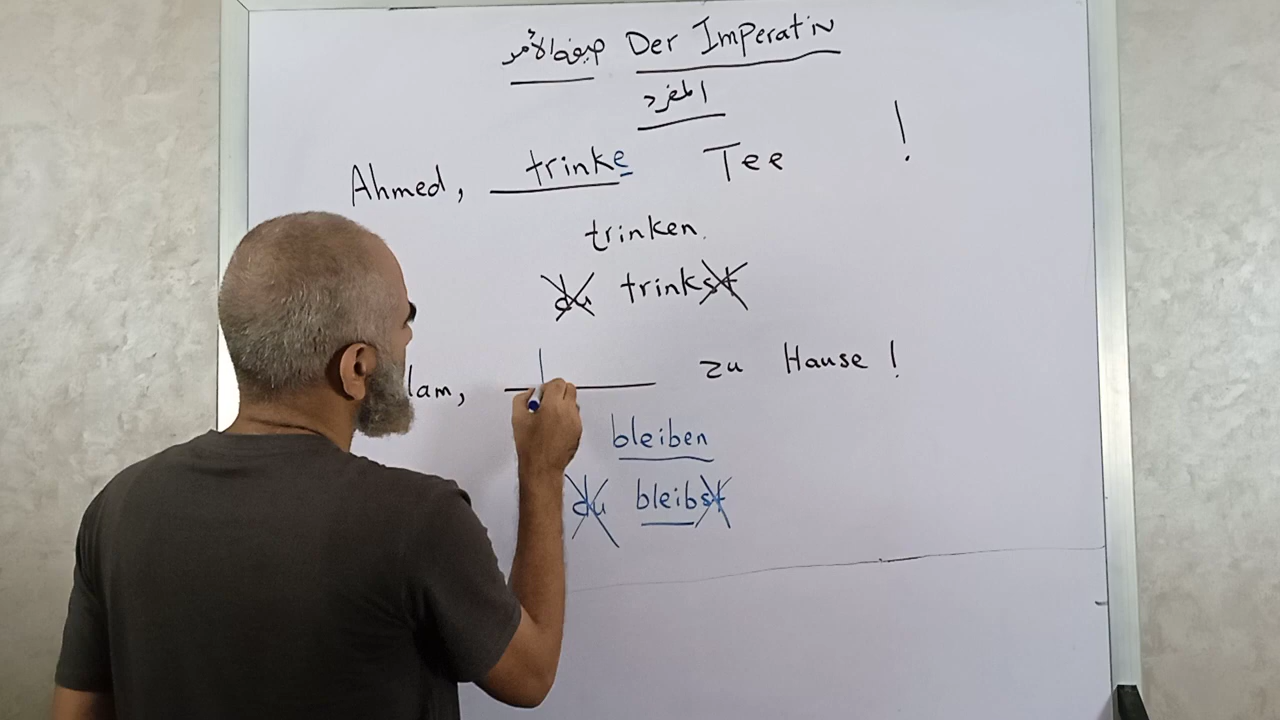 Der Imperativ صيغة الأمر
المفرد
Ahmed, trinke Tee !
trinken
du trinkst
lam, zu Hause !
bleiben
du bleibst